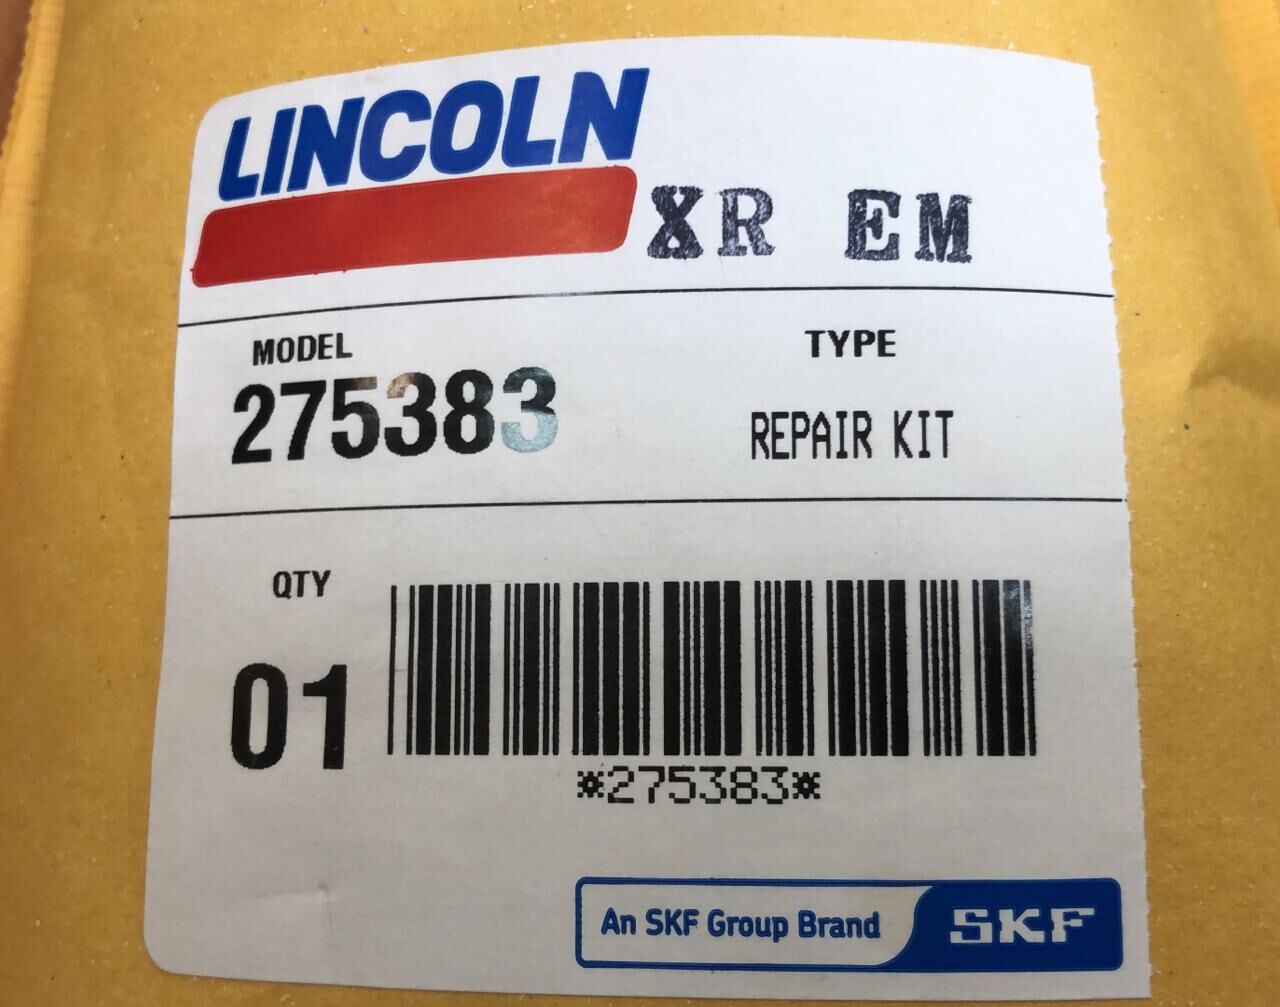 LINCOLN
XR EM
MODEL
275383
TYPE
REPAIR KIT
QTY
01
*275383*
An SKF Group Brand
SKF